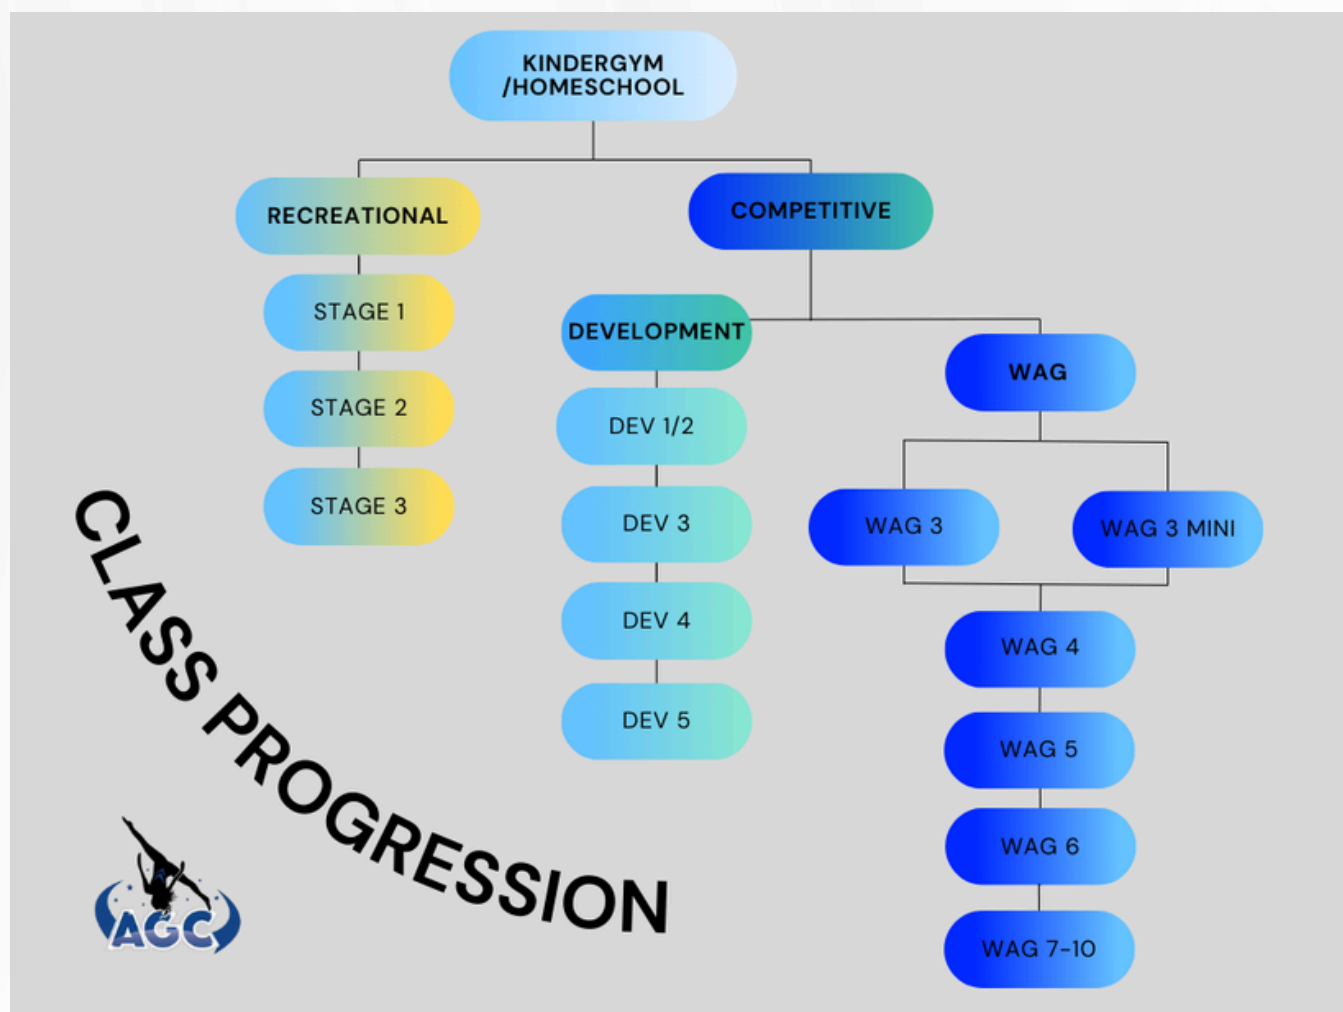 KINDERGYM
/HOMESCHOOL
RECREATIONAL
STAGE 1
STAGE 2
STAGE 3
COMPETITIVE
DEVELOPMENT
DEV 1/2
DEV 3
DEV 4
DEV 5
WAG
WAG 3
WAG 3 MINI
WAG 4
WAG 5
WAG 6
WAG 7-10
CLASS PROGRESSION
AGC